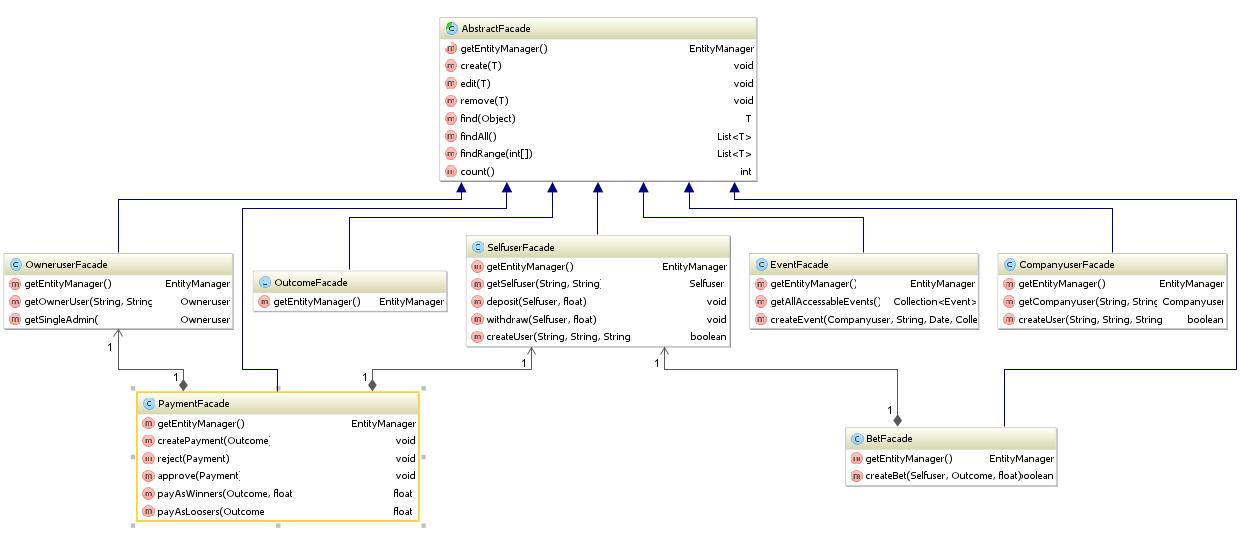 AbstractFacade
getEntityManager() EntityManager
create(T) void
edit(T) void
remove(T) void
find(Object) T
findAll() List<T>
findRange(int[]) List<T>
count() int
OwneruserFacade
getEntityManager() EntityManager
getOwnerUser(String, String Owneruser
getSingleAdmin( Owneruser
OutcomeFacade
getEntityManager() EntityManager
SelfuserFacade
getEntityManager() EntityManager
getSelfuser(String, String) Selfuser
deposit(Selfuser, float) void
withdraw(Selfuser, float) void
createUser(String, String, String boolean
EventFacade
getEntityManager() EntityManager
getAllAccessableEvents() Collection<Event>
createEvent(Companyuser, String, Date, Colle
CompanyuserFacade
getEntityManager() EntityManager
getCompanyuser(String, String Companyuser
createUser(String, String, String boolean
1
1
1
1
1
1
PaymentFacade
getEntityManager() EntityManager
createPayment(Outcome) void
reject(Payment) void
approve(Payment) void
payAsWinners(Outcome, float float
payAsLoosers(Outcome float
BetFacade
getEntityManager() EntityManager
createBet(Selfuser, Outcome, float)oolean